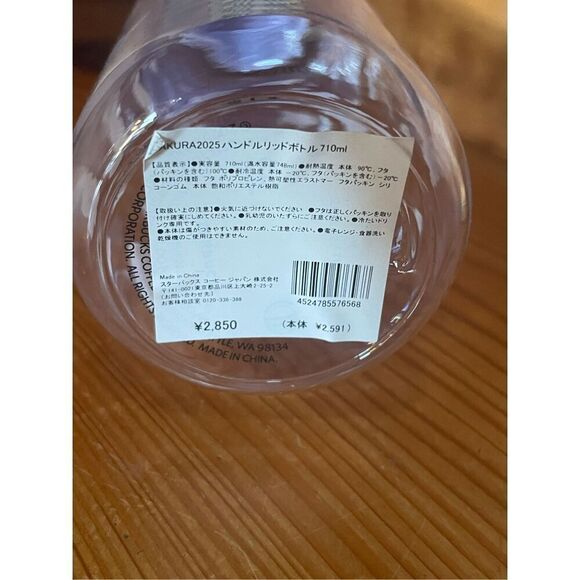 AKURA2025 ハンドルリッドボトル 710ml
【品質表示】●実容量 710ml(満水容量748ml)●耐熱温度 本体 90℃, フタ
(パッキンを含む)100℃●耐冷温度 本体 −20℃, フタ(パッキンを含む)−20℃
●材料の種類 フタ ポリプロピレン, 熱可塑性エラストマー フタパッキン シリ
コーンゴム 本体 飽和ポリエステル樹脂
【取扱い上の注意】●火気に近づけないでください ●フタは正しくパッキンを取り
付け確実にしめてください。●乳幼児のいたずらにご注意ください。●冷たいドリ
ンク専用です。
●本体は傷がつきやすい素材のため、ご注意ください。●電子レンジ・食器洗い
乾燥機のご使用はできません。
Made in China
スターバックス コーヒー ジャパン 株式会社
〒141-0021東京都品川区上大崎2-25-2
(お問い合わせ先)
お客様相談室 0120-336-388
4524785576568
¥2,850
(本体 ¥2,591)
BUCKS COFFEE
CORPORATION. ALL RIGHTS
TLE, WA 98134
MADE IN CHINA.